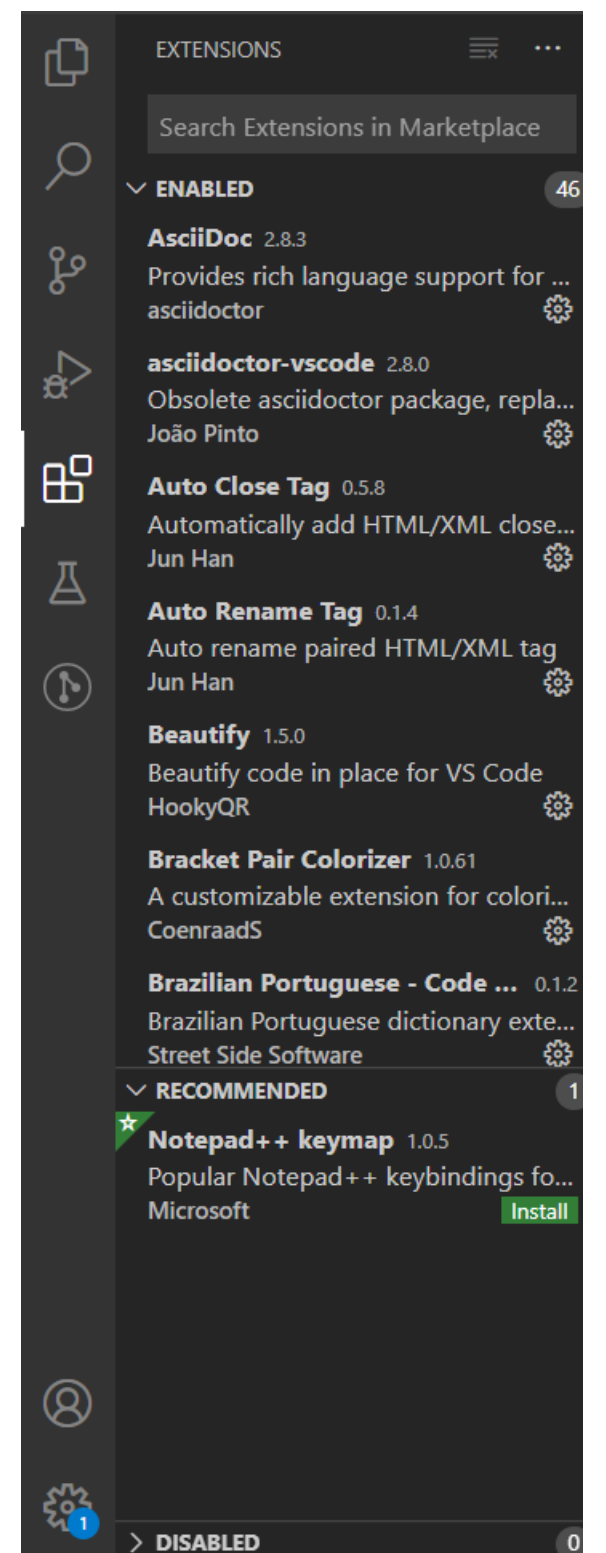 EXTENSIONS
Search Extensions in Marketplace
ENABLED 46
AsciiDoc 2.8.3
Provides rich language support for ...
asciidoctor
asciidoctor-vscode 2.8.0
Obsolete asciidoctor package, repla...
João Pinto
Auto Close Tag 0.5.8
Automatically add HTML/XML close...
Jun Han
Auto Rename Tag 0.1.4
Auto rename paired HTML/XML tag
Jun Han
Beautify 1.5.0
Beautify code in place for VS Code
HookyQR
Bracket Pair Colorizer 1.0.61
A customizable extension for colori...
CoenraadS
Brazilian Portuguese - Code ... 0.1.2
Brazilian Portuguese dictionary exte...
Street Side Software
RECOMMENDED 1
Notepad++ keymap 1.0.5
Popular Notepad++ keybindings fo...
Microsoft Install
1
DISABLED 0